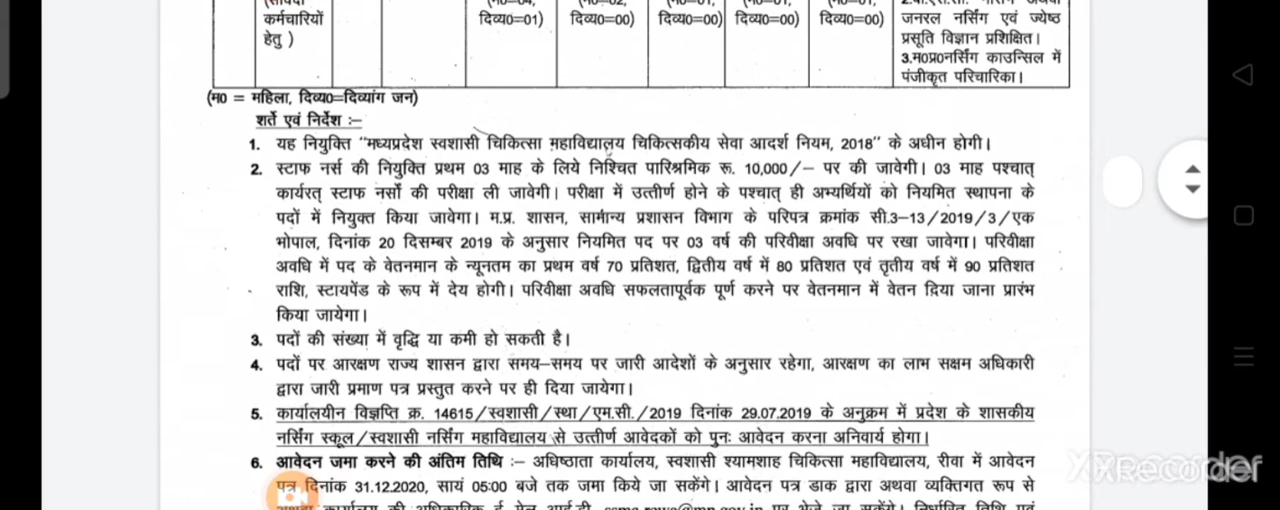 कर्मचारियों
हेतु )
दिव्य0=01)
दिव्य0=00)
दिव्य0=00)
दिव्य0=00)
दिव्य0=00)
जनरल नर्सिंग एवं ज्येष्ठ
प्रसूति विज्ञान प्रशिक्षित।
3.म0प्र0नर्सिंग काउन्सिल में
पंजीकृत परिचारिका।
(म0 = महिला, दिव्य0=दिव्यांग जन)
शर्ते एवं निर्देश :–
1. यह नियुक्ति "मध्यप्रदेश स्वशासी चिकित्सा महाविद्यालय चिकित्सकीय सेवा आदर्श नियम, 2018" के अधीन होगी।
2. स्टाफ नर्स की नियुक्ति प्रथम 03 माह के लिये निश्चित पारिश्रमिक रू. 10,000/– पर की जावेगी। 03 माह पश्चात्
कार्यरत् स्टाफ नर्सों की परीक्षा ली जावेगी। परीक्षा में उत्तीर्ण होने के पश्चात् ही अभ्यर्थियों को नियमित स्थापना के
पदों में नियुक्त किया जावेगा। म.प्र. शासन, सामान्य प्रशासन विभाग के परिपत्र क्रमांक सी.3–13/2019/3/एक
भोपाल, दिनांक 20 दिसम्बर 2019 के अनुसार नियमित पद पर 03 वर्ष की परिवीक्षा अवधि पर रखा जावेगा। परिवीक्षा
अवधि में पद के वेतनमान के न्यूनतम का प्रथम वर्ष 70 प्रतिशत, द्वितीय वर्ष में 80 प्रतिशत एवं तृतीय वर्ष में 90 प्रतिशत
राशि, स्टायपेंड के रूप में देय होगी। परिवीक्षा अवधि सफलतापूर्वक पूर्ण करने पर वेतनमान में वेतन दिया जाना प्रारंभ
किया जायेगा।
3. पदों की संख्या में वृद्धि या कमी हो सकती है।
4. पदों पर आरक्षण राज्य शासन द्वारा समय–समय पर जारी आदेशों के अनुसार रहेगा, आरक्षण का लाभ सक्षम अधिकारी
द्वारा जारी प्रमाण पत्र प्रस्तुत करने पर ही दिया जायेगा।
5. कार्यालयीन विज्ञप्ति क्र. 14615/स्वशासी/स्था/एम.सी./2019 दिनांक 29.07.2019 के अनुक्रम में प्रदेश के शासकीय
नर्सिंग स्कूल/स्वशासी नर्सिंग महाविद्यालय से उत्तीर्ण आवेदकों को पुनः आवेदन करना अनिवार्य होगा।
6. आवेदन जमा करने की अंतिम तिथि :– अधिष्ठाता कार्यालय, स्वशासी श्यामशाह चिकित्सा महाविद्यालय, रीवा में आवेदन
पत्र दिनांक 31.12.2020, सायं 05:00 बजे तक जमा किये जा सकेंगे। आवेदन पत्र डाक द्वारा अथवा व्यक्तिगत रूप से
XRecorder